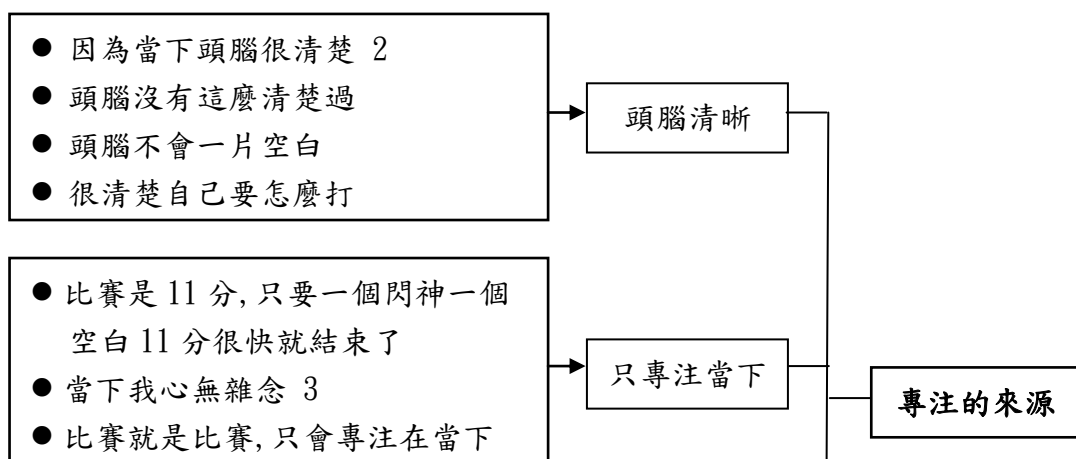 ● 因為當下頭腦很清楚 2
● 頭腦沒有這麼清楚過
● 頭腦不會一片空白
● 很清楚自己要怎麼打
頭腦清晰
● 比賽是 11 分,只要一個閃神一個
空白 11 分很快就結束了
● 當下我心無雜念 3
● 比賽就是比賽,只會專注在當下
只專注當下
專注的來源